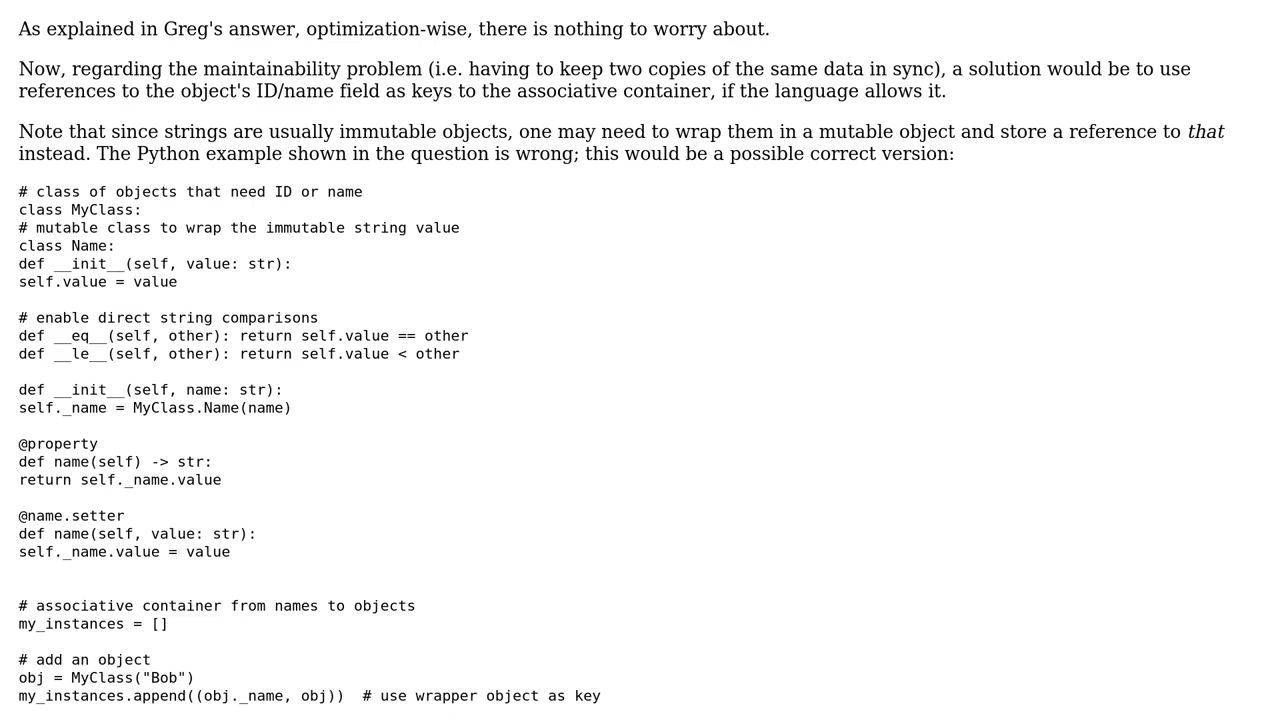 As explained in Greg's answer, optimization-wise, there is nothing to worry about.
Now, regarding the maintainability problem (i.e. having to keep two copies of the same data in sync), a solution would be to use
references to the object's ID/name field as keys to the associative container, if the language allows it.
Note that since strings are usually immutable objects, one may need to wrap them in a mutable object and store a reference to that
instead. The Python example shown in the question is wrong; this would be a possible correct version:
# class of objects that need ID or name
class MyClass:
# mutable class to wrap the immutable string value
class Name:
def __init__(self, value: str):
self.value = value
# enable direct string comparisons
def __eq__(self, other): return self.value == other
def __le__(self, other): return self.value < other
def __init__(self, name: str):
self._name = MyClass.Name(name)
@property
def name(self) -> str:
return self._name.value
@name.setter
def name(self, value: str):
self._name.value = value
# associative container from names to objects
my_instances = []
# add an object
obj = MyClass("Bob")
my_instances.append((obj._name, obj))  # use wrapper object as key